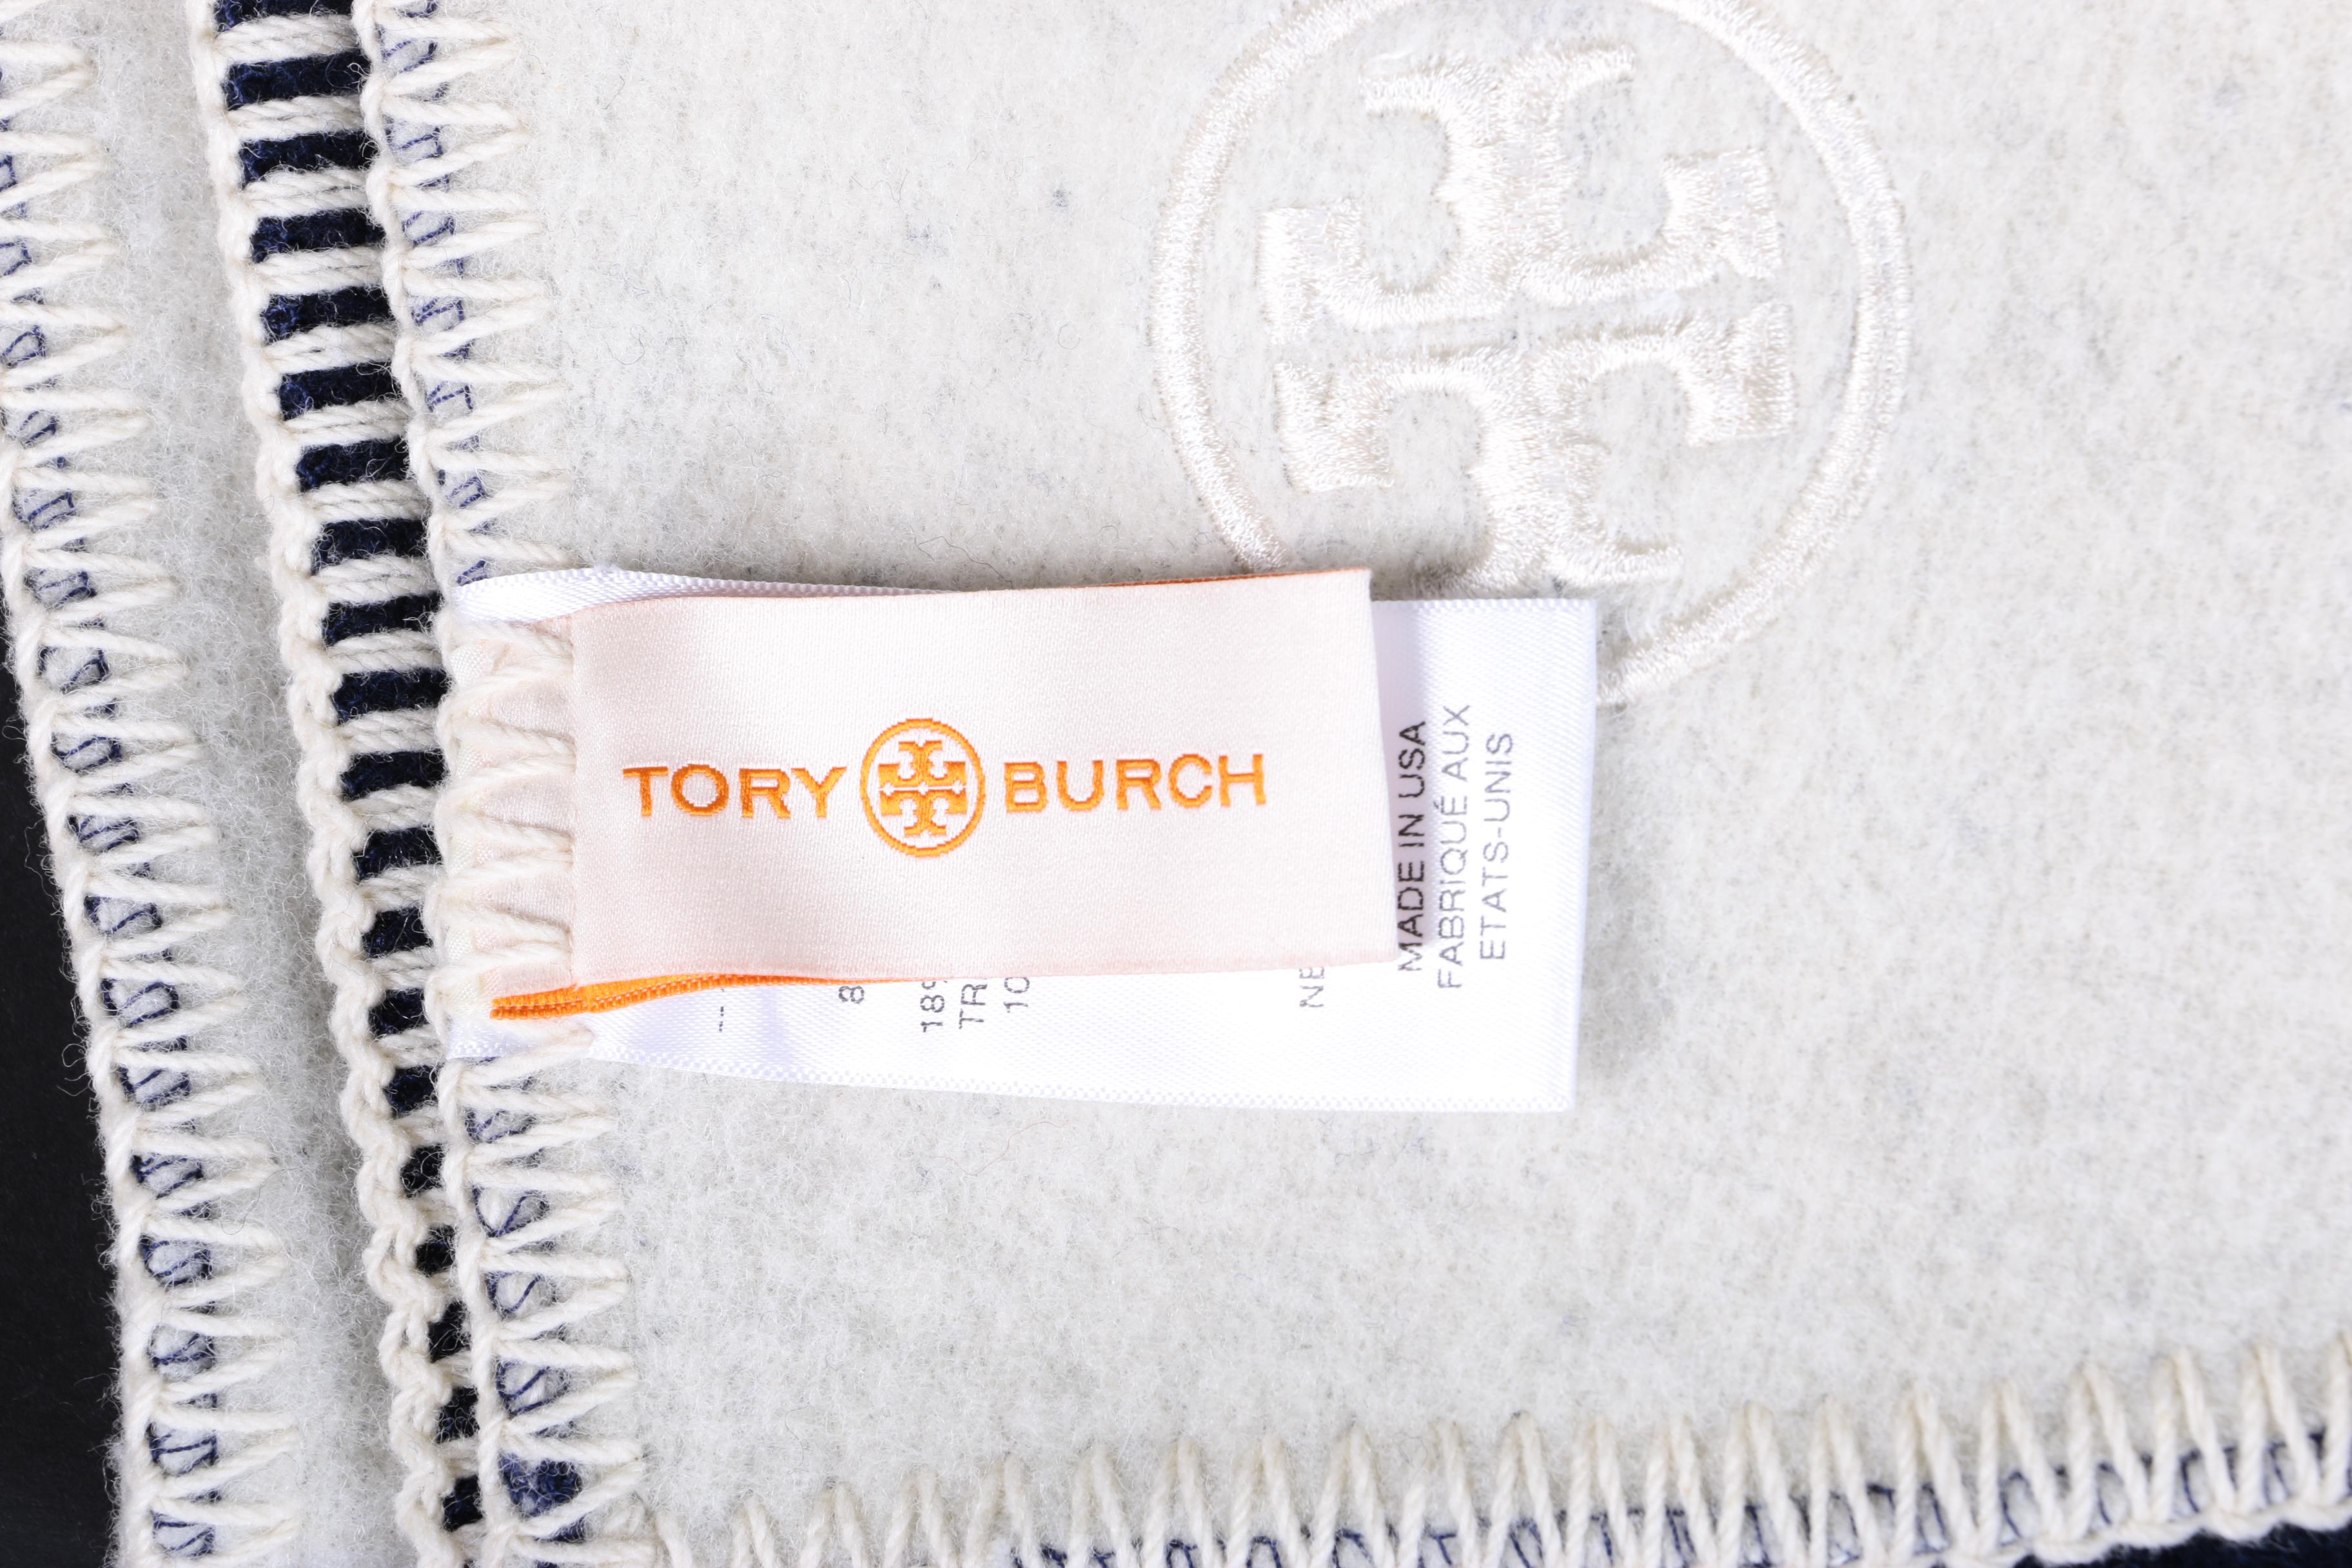 TORY BURCH
MADE IN USA
FABRIQUÉ AUX
ETATS-UNIS